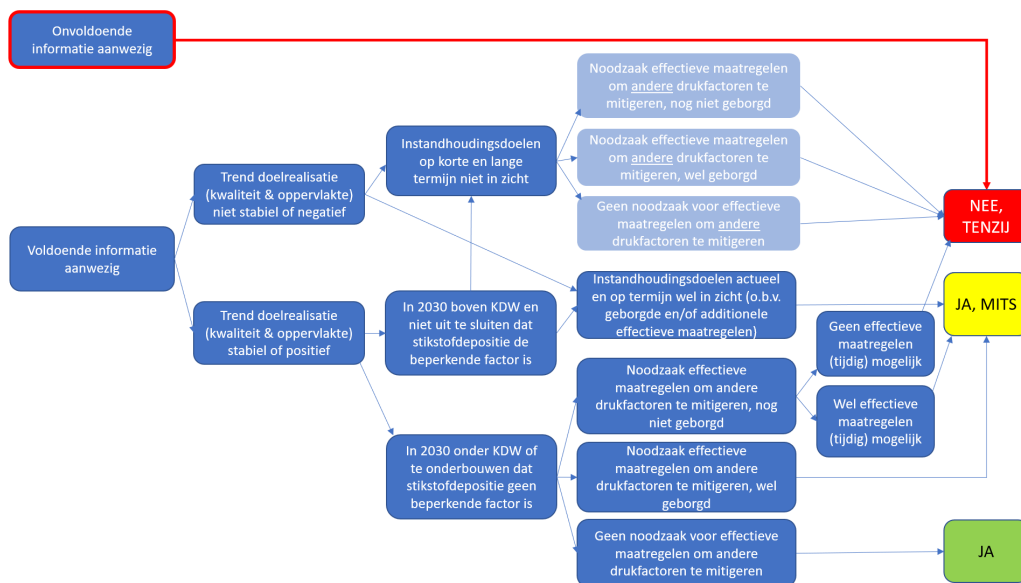 Onvoldoende
informatie aanwezig
Voldoende informatie
aanwezig
Trend doelrealisatie
(kwaliteit & oppervlakte)
niet stabiel of negatief
Trend doelrealisatie
(kwaliteit & oppervlakte)
stabiel of positief
Instandhoudingsdoelen
op korte en lange
termijn niet in zicht
In 2030 boven KDW en
niet uit te sluiten dat
stikstofdepositie de
beperkende factor is
In 2030 onder KDW of
te onderbouwen dat
stikstofdepositie geen
beperkende factor is
Noodzaak effectieve maatregelen
om andere drukfactoren te
mitigeren, nog niet geborgd
Noodzaak effectieve maatregelen
om andere drukfactoren te
mitigeren, wel geborgd
Geen noodzaak voor effectieve
maatregelen om andere
drukfactoren te mitigeren
Instandhoudingsdoelen actueel
en op termijn wel in zicht (o.b.v.
geborgde en/of additionele
effectieve maatregelen)
Noodzaak effectieve
maatregelen om andere
drukfactoren te mitigeren, nog
niet geborgd
Noodzaak effectieve
maatregelen om andere
drukfactoren te mitigeren, wel
geborgd
Geen noodzaak voor effectieve
maatregelen om andere
drukfactoren te mitigeren
Geen effectieve
maatregelen
(tijdig) mogelijk
Wel effectieve
maatregelen
(tijdig) mogelijk
NEE,
TENZIJ
JA, MITS
JA